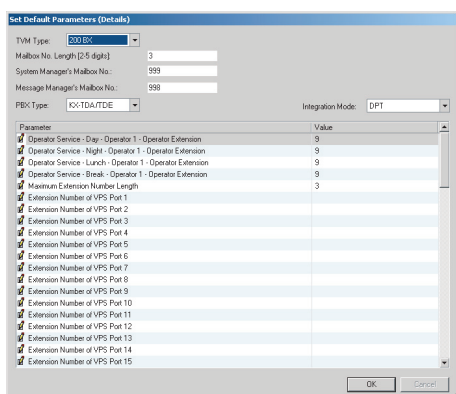 Set Default Parameters (Details)
TVM Type: 200 BX
Mailbox No. Length [2-5 digits]: 3
System Manager's Mailbox No.: 999
Message Manager's Mailbox No.: 998
PBX Type: KX-TDA/TDE Integration Mode: DPT
Parameter Value
Operator Service - Day - Operator 1 - Operator Extension 9
Operator Service - Night - Operator 1 - Operator Extension 9
Operator Service - Lunch - Operator 1 - Operator Extension 9
Operator Service - Break - Operator 1 - Operator Extension 9
Maximum Extension Number Length 3
Extension Number of VPS Port 1
Extension Number of VPS Port 2
Extension Number of VPS Port 3
Extension Number of VPS Port 4
Extension Number of VPS Port 5
Extension Number of VPS Port 6
Extension Number of VPS Port 7
Extension Number of VPS Port 8
Extension Number of VPS Port 9
Extension Number of VPS Port 10
Extension Number of VPS Port 11
Extension Number of VPS Port 12
Extension Number of VPS Port 13
Extension Number of VPS Port 14
Extension Number of VPS Port 15
OK Cancel